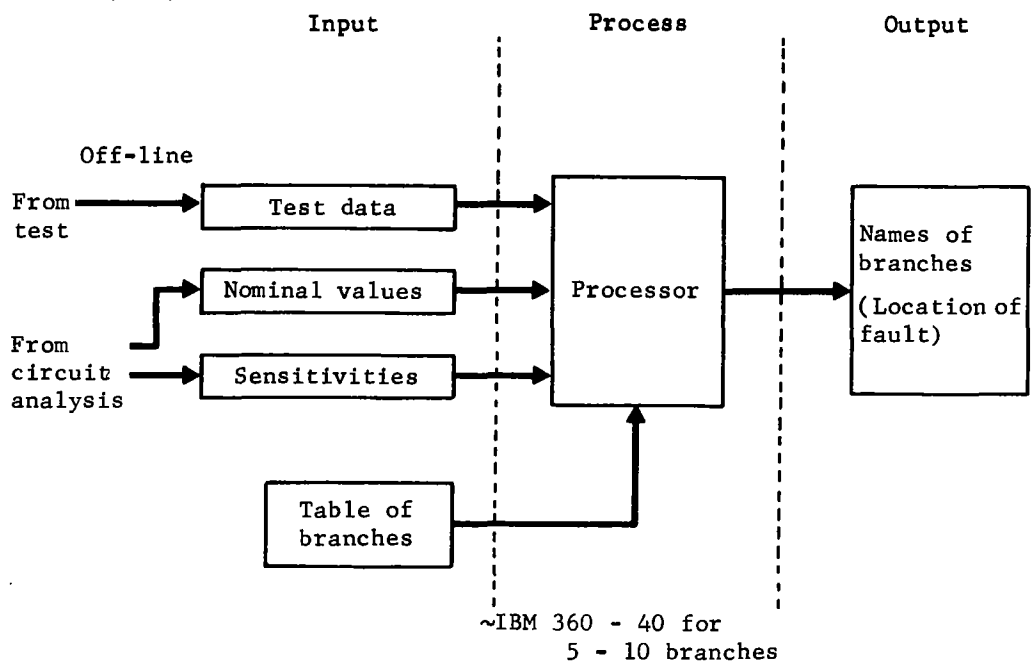 Input
Process
Output
Off-line
From
test
Test data
Nominal values
Processor
Names of
branches
(Location of
fault)
From
circuit
analysis
Sensitivities
Table of
branches
~IBM 360 - 40 for
5 - 10 branches